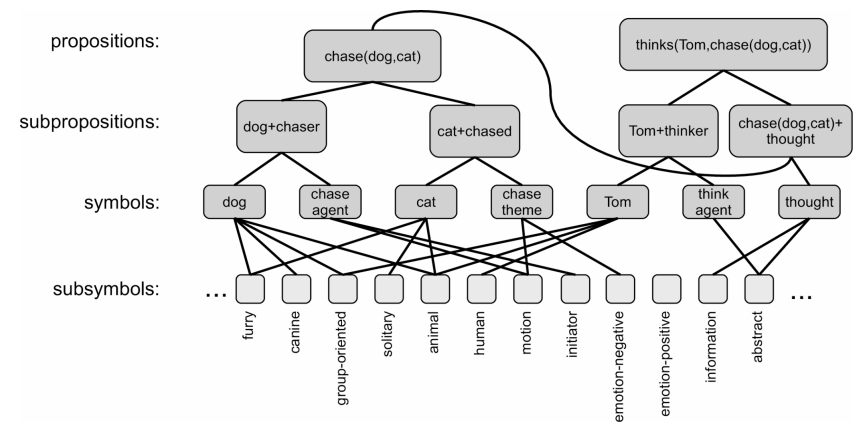 propositions:
chase(dog,cat)
thinks(Tom,chase(dog,cat))
subpropositions:
dog+chaser
cat+chased
Tom+thinker
chase(dog,cat)+
thought
symbols:
dog
chase
agent
cat
chase
theme
Tom
think
agent
thought
subsymbols:
...
...
furry
canine
group-oriented
solitary
animal
human
motion
initiator
emotion-negative
emotion-positive
information
abstract